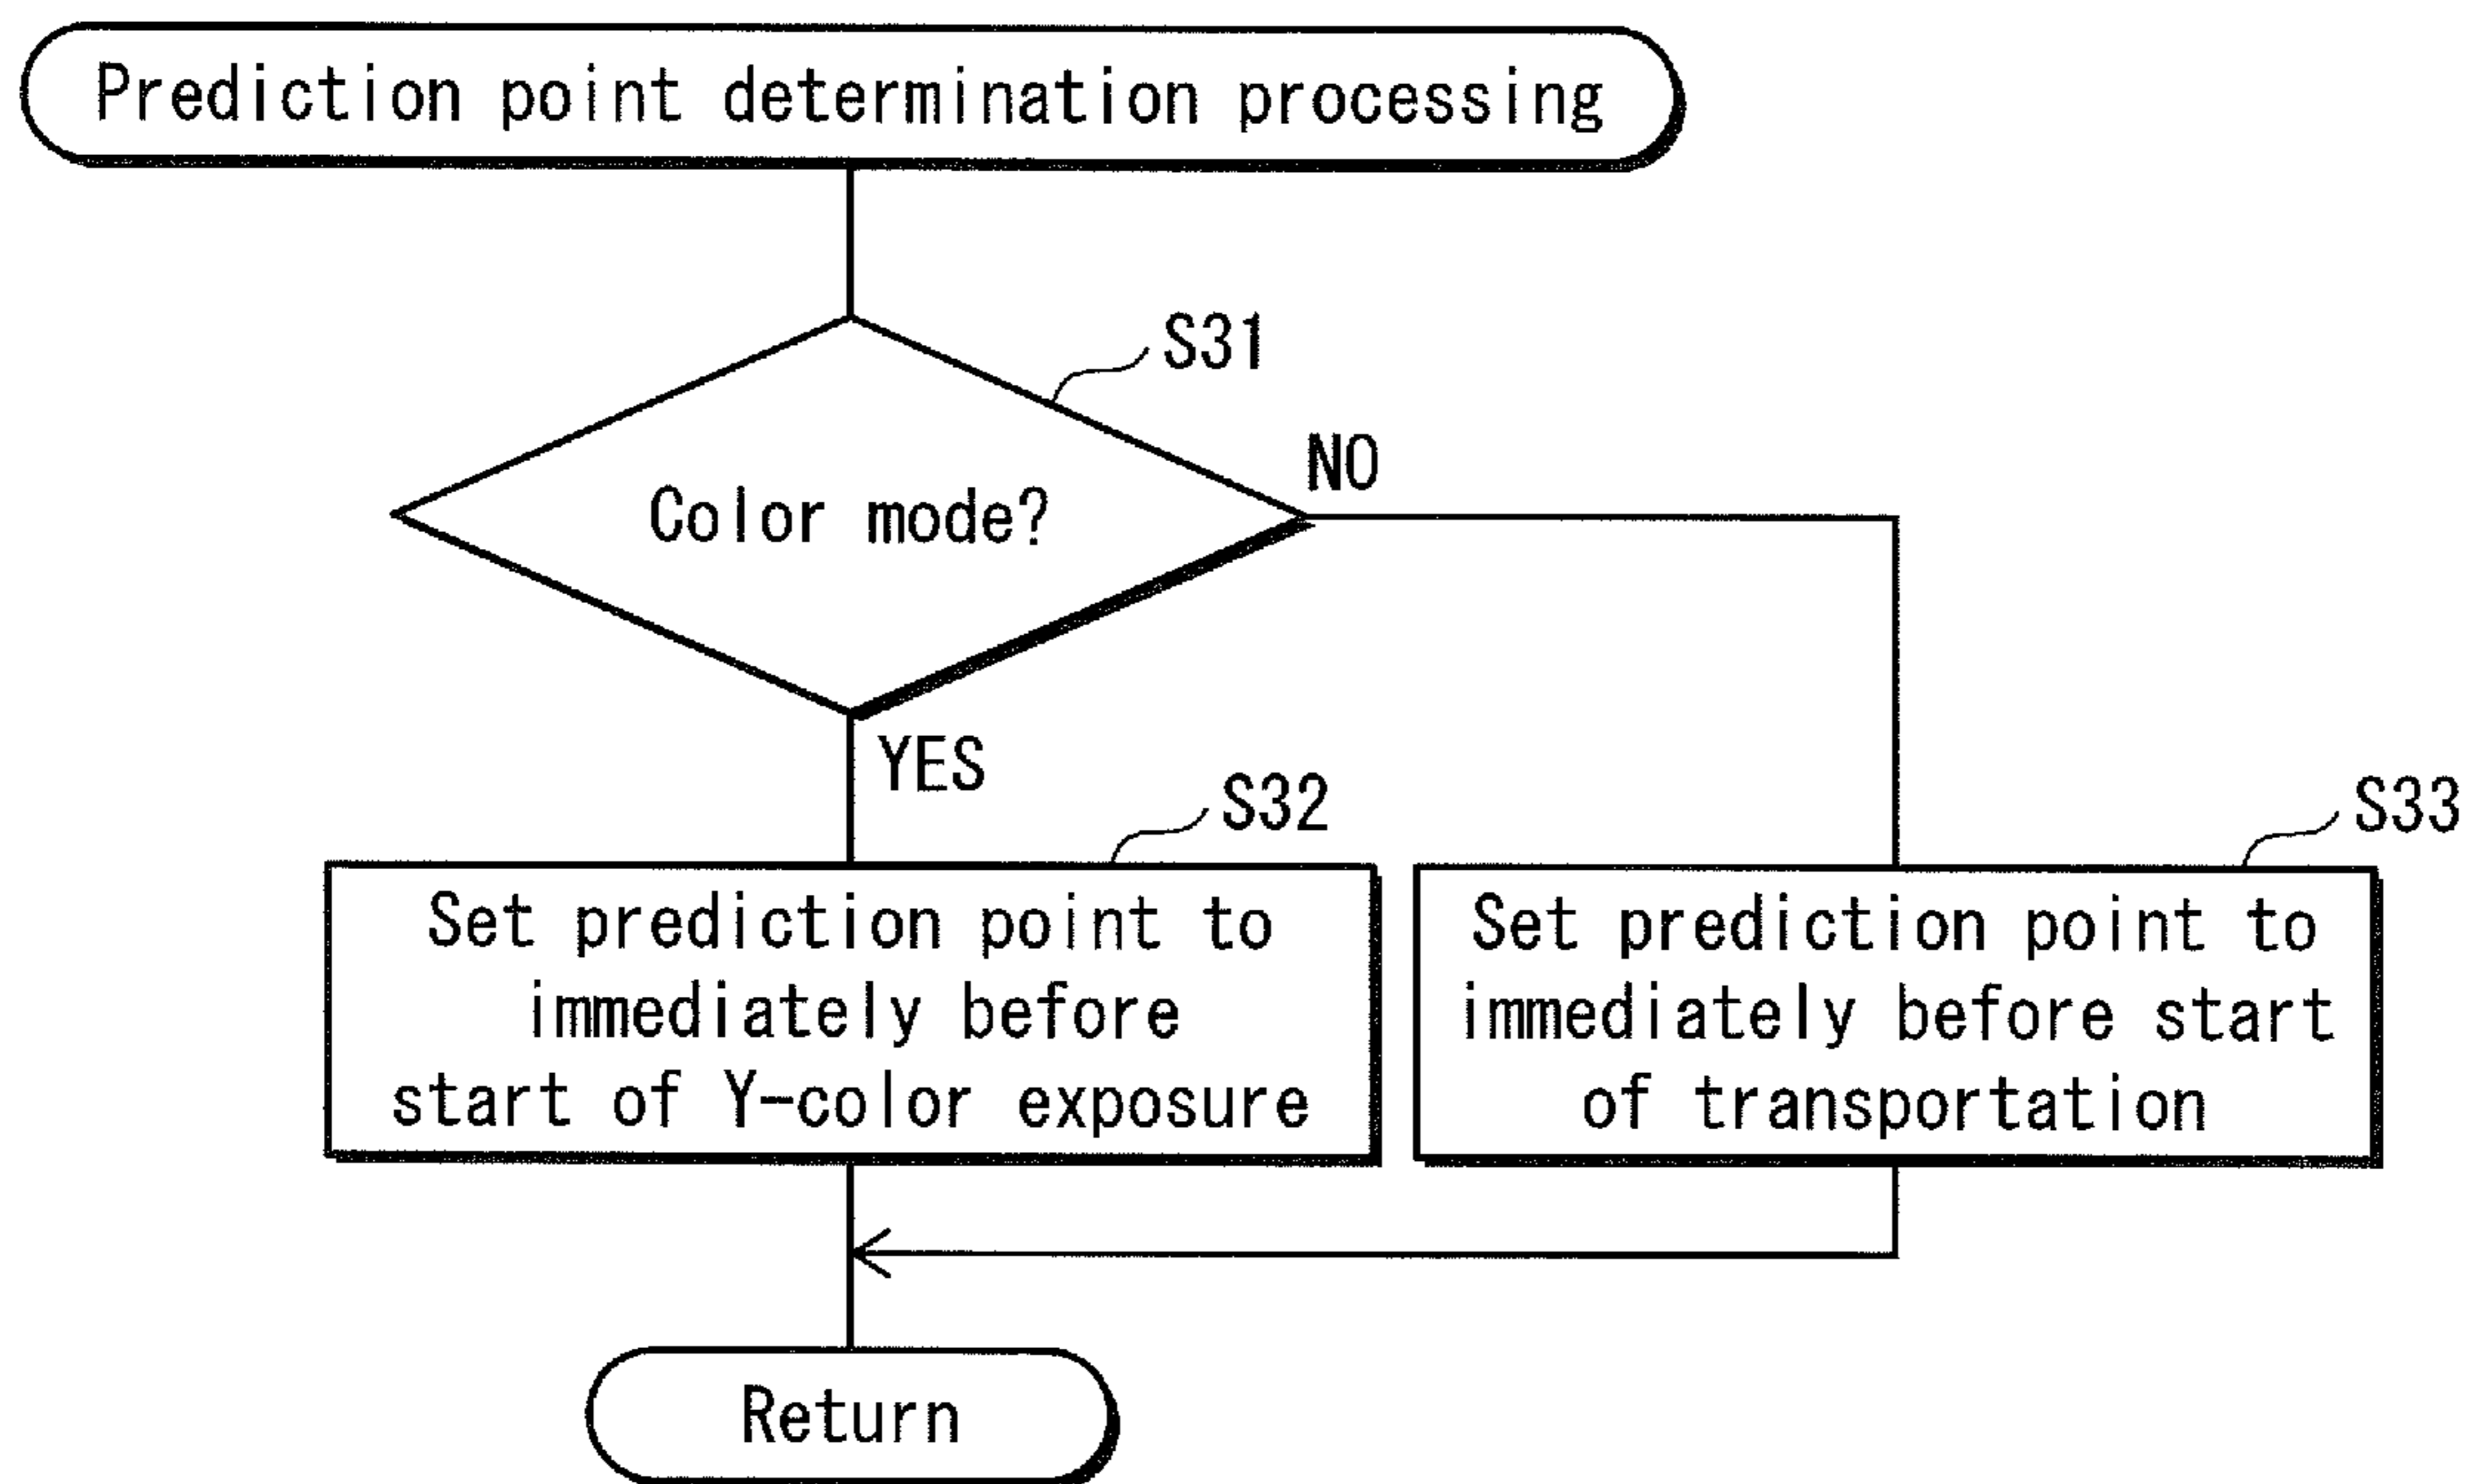 Prediction point determination processing
S31
Color mode?
NO
YES
S32
Set prediction point to
immediately before
start of Y-color exposure
S33
Set prediction point to
immediately before start
of transportation
Return